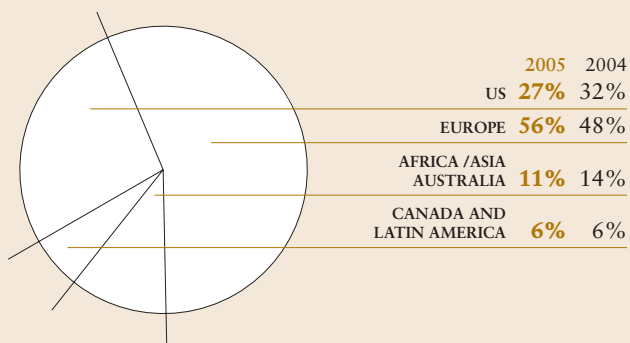 2005 2004
US 27% 32%
EUROPE 56% 48%
AFRICA /ASIA
AUSTRALIA 11% 14%
CANADA AND
LATIN AMERICA 6% 6%